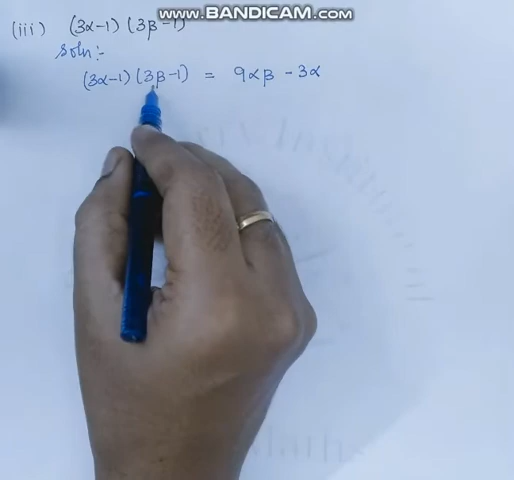 www.BANDICAM.com
(iii) (3α-1) (3β-1)
Soln:-
(3α-1) (3β-1) = 9αβ - 3α